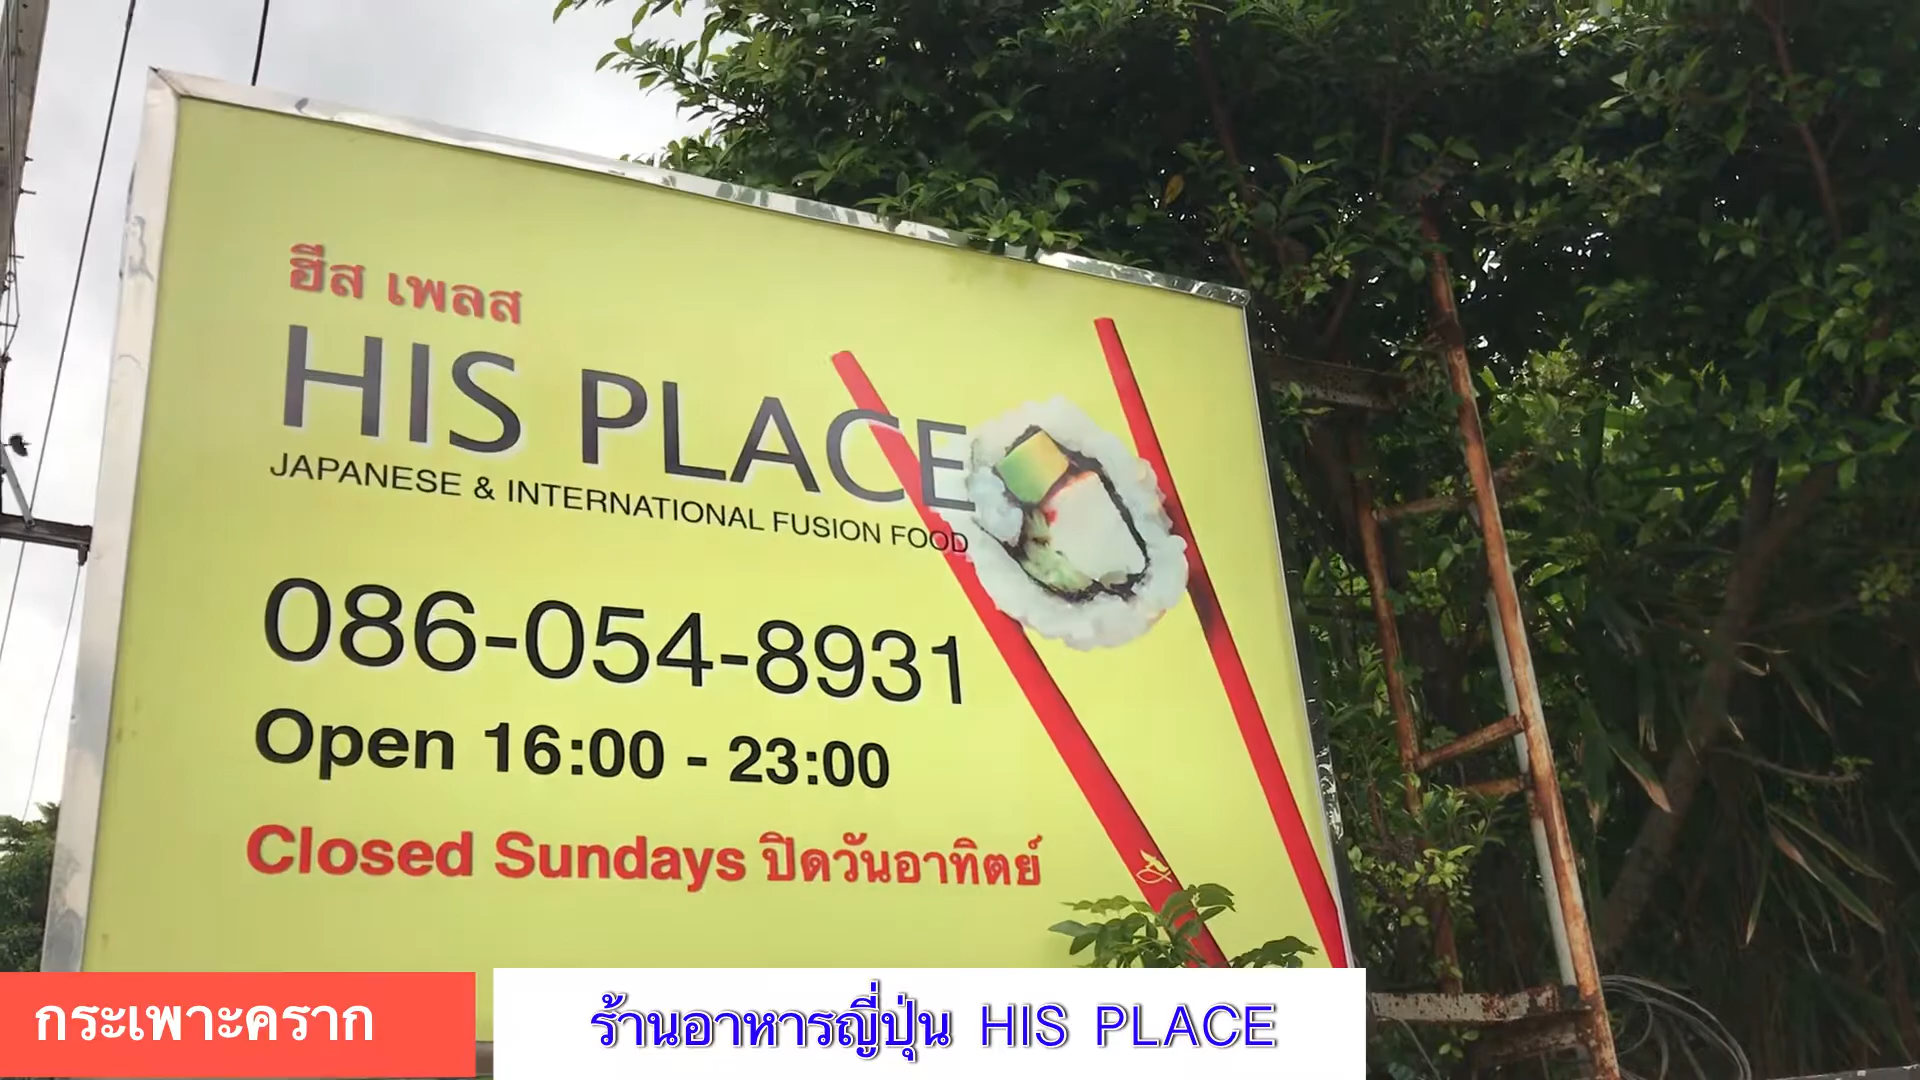 ฮีส เพลส
HIS PLACE
JAPANESE & INTERNATIONAL FUSION FOOD
086-054-8931
Open 16:00 - 23:00
Closed Sundays ปิดวันอาทิตย์
กระเพาะคราก
ร้านอาหารญี่ปุ่น HIS PLACE